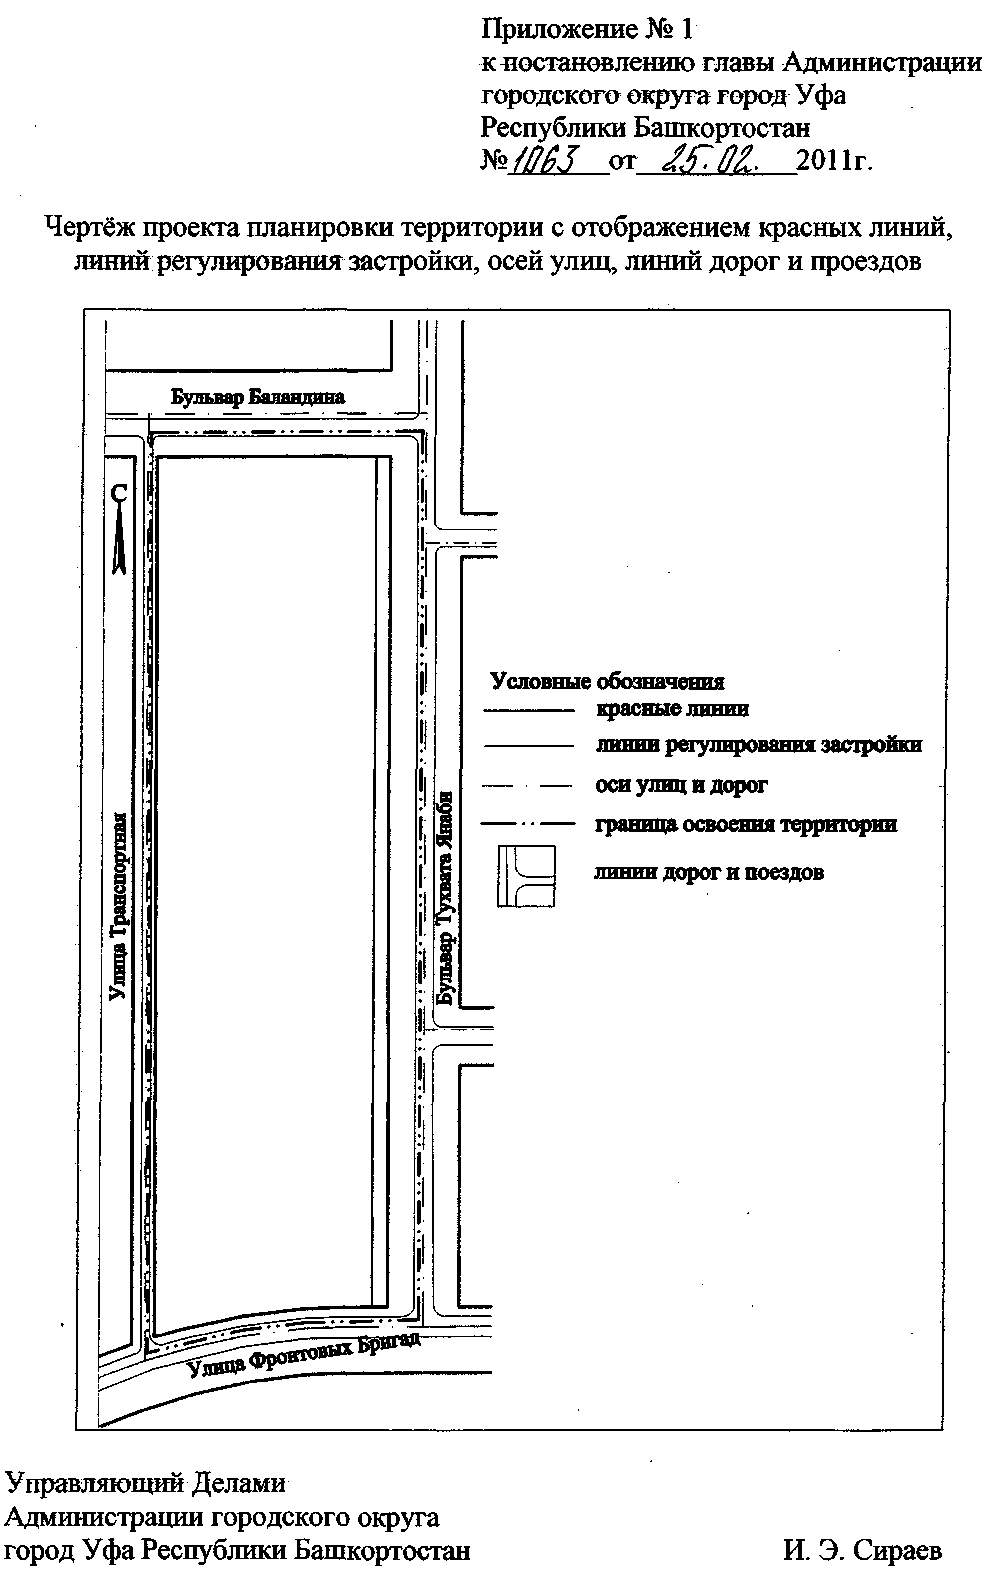 Приложение № 1
к постановлению главы Администрации
городского округа город Уфа
Республики Башкортостан
№ 1063 от 25.02. 2011г.
Чертёж проекта планировки территории с отображением красных линий,
линий регулирования застройки, осей улиц, линий дорог и проездов
Бульвар Баландина
С
Улица Транспортная
Бульвар Тухвата Янаби
Улица Фронтовых Бригад
Условные обозначения
красные линии
линии регулирования застройки
оси улиц и дорог
граница освоения территории
линии дорог и поездов
Управляющий Делами
Администрации городского округа
город Уфа Республики Башкортостан И. Э. Сираев